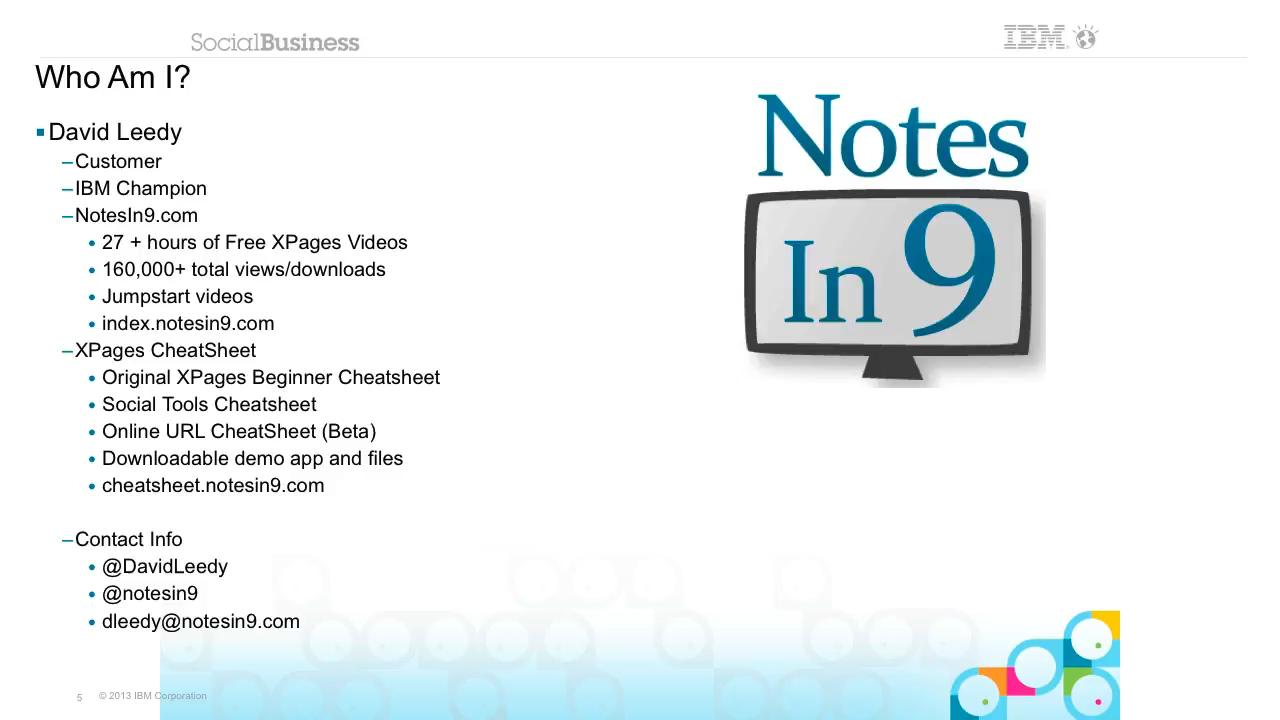 SocialBusiness
IBM
Who Am I?
David Leedy
–Customer
–IBM Champion
–NotesIn9.com
• 27 + hours of Free XPages Videos
• 160,000+ total views/downloads
• Jumpstart videos
• index.notesin9.com
–XPages CheatSheet
• Original XPages Beginner Cheatsheet
• Social Tools Cheatsheet
• Online URL CheatSheet (Beta)
• Downloadable demo app and files
• cheatsheet.notesin9.com
–Contact Info
• @DavidLeedy
• @notesin9
• dleedy@notesin9.com
Notes
In 9
5 © 2013 IBM Corporation